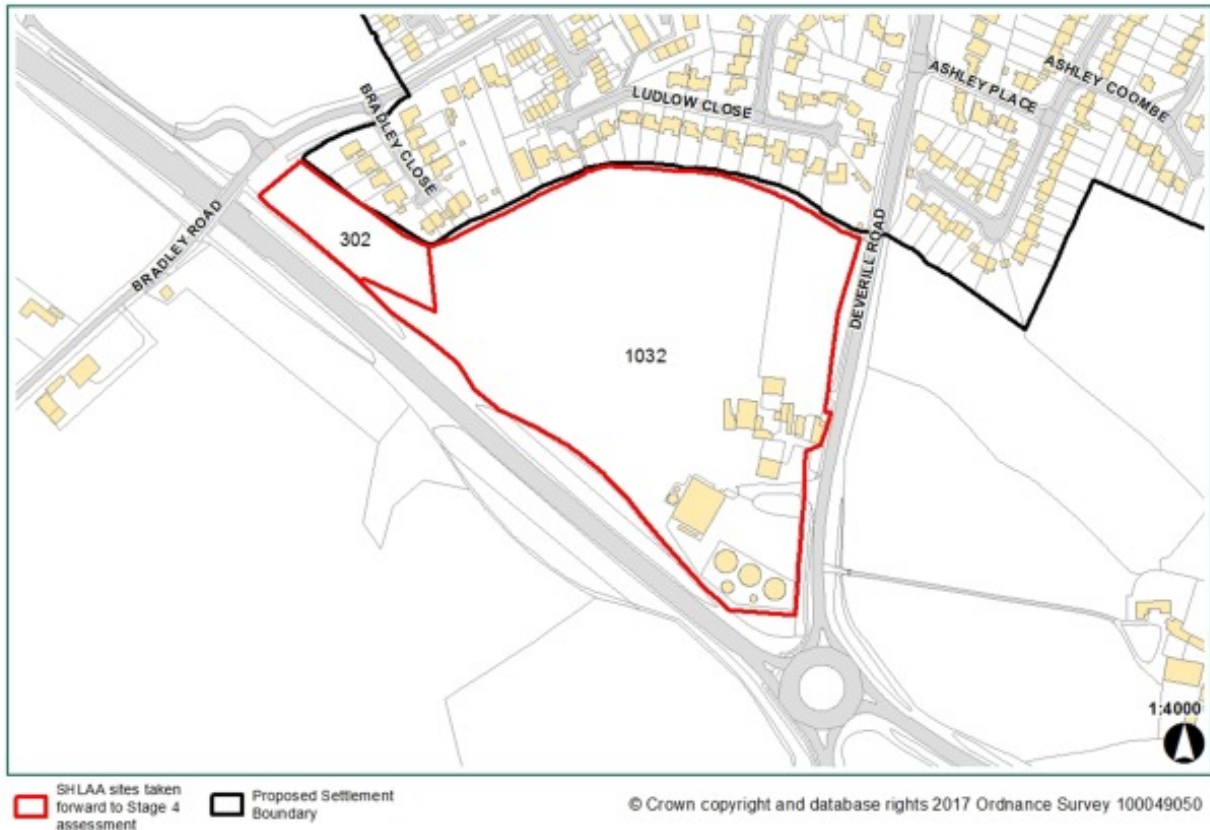 LUDLOW CLOSE
ASHLEY PLACE
ASHLEY COOMBE
BRADLEY CLOSE
BRADLEY ROAD
302
DEVERILL ROAD
1032
1:4000
SHLAA sites taken
forward to Stage 4
assessment
Proposed Settlement
Boundary
© Crown copyright and database rights 2017 Ordnance Survey 100049050